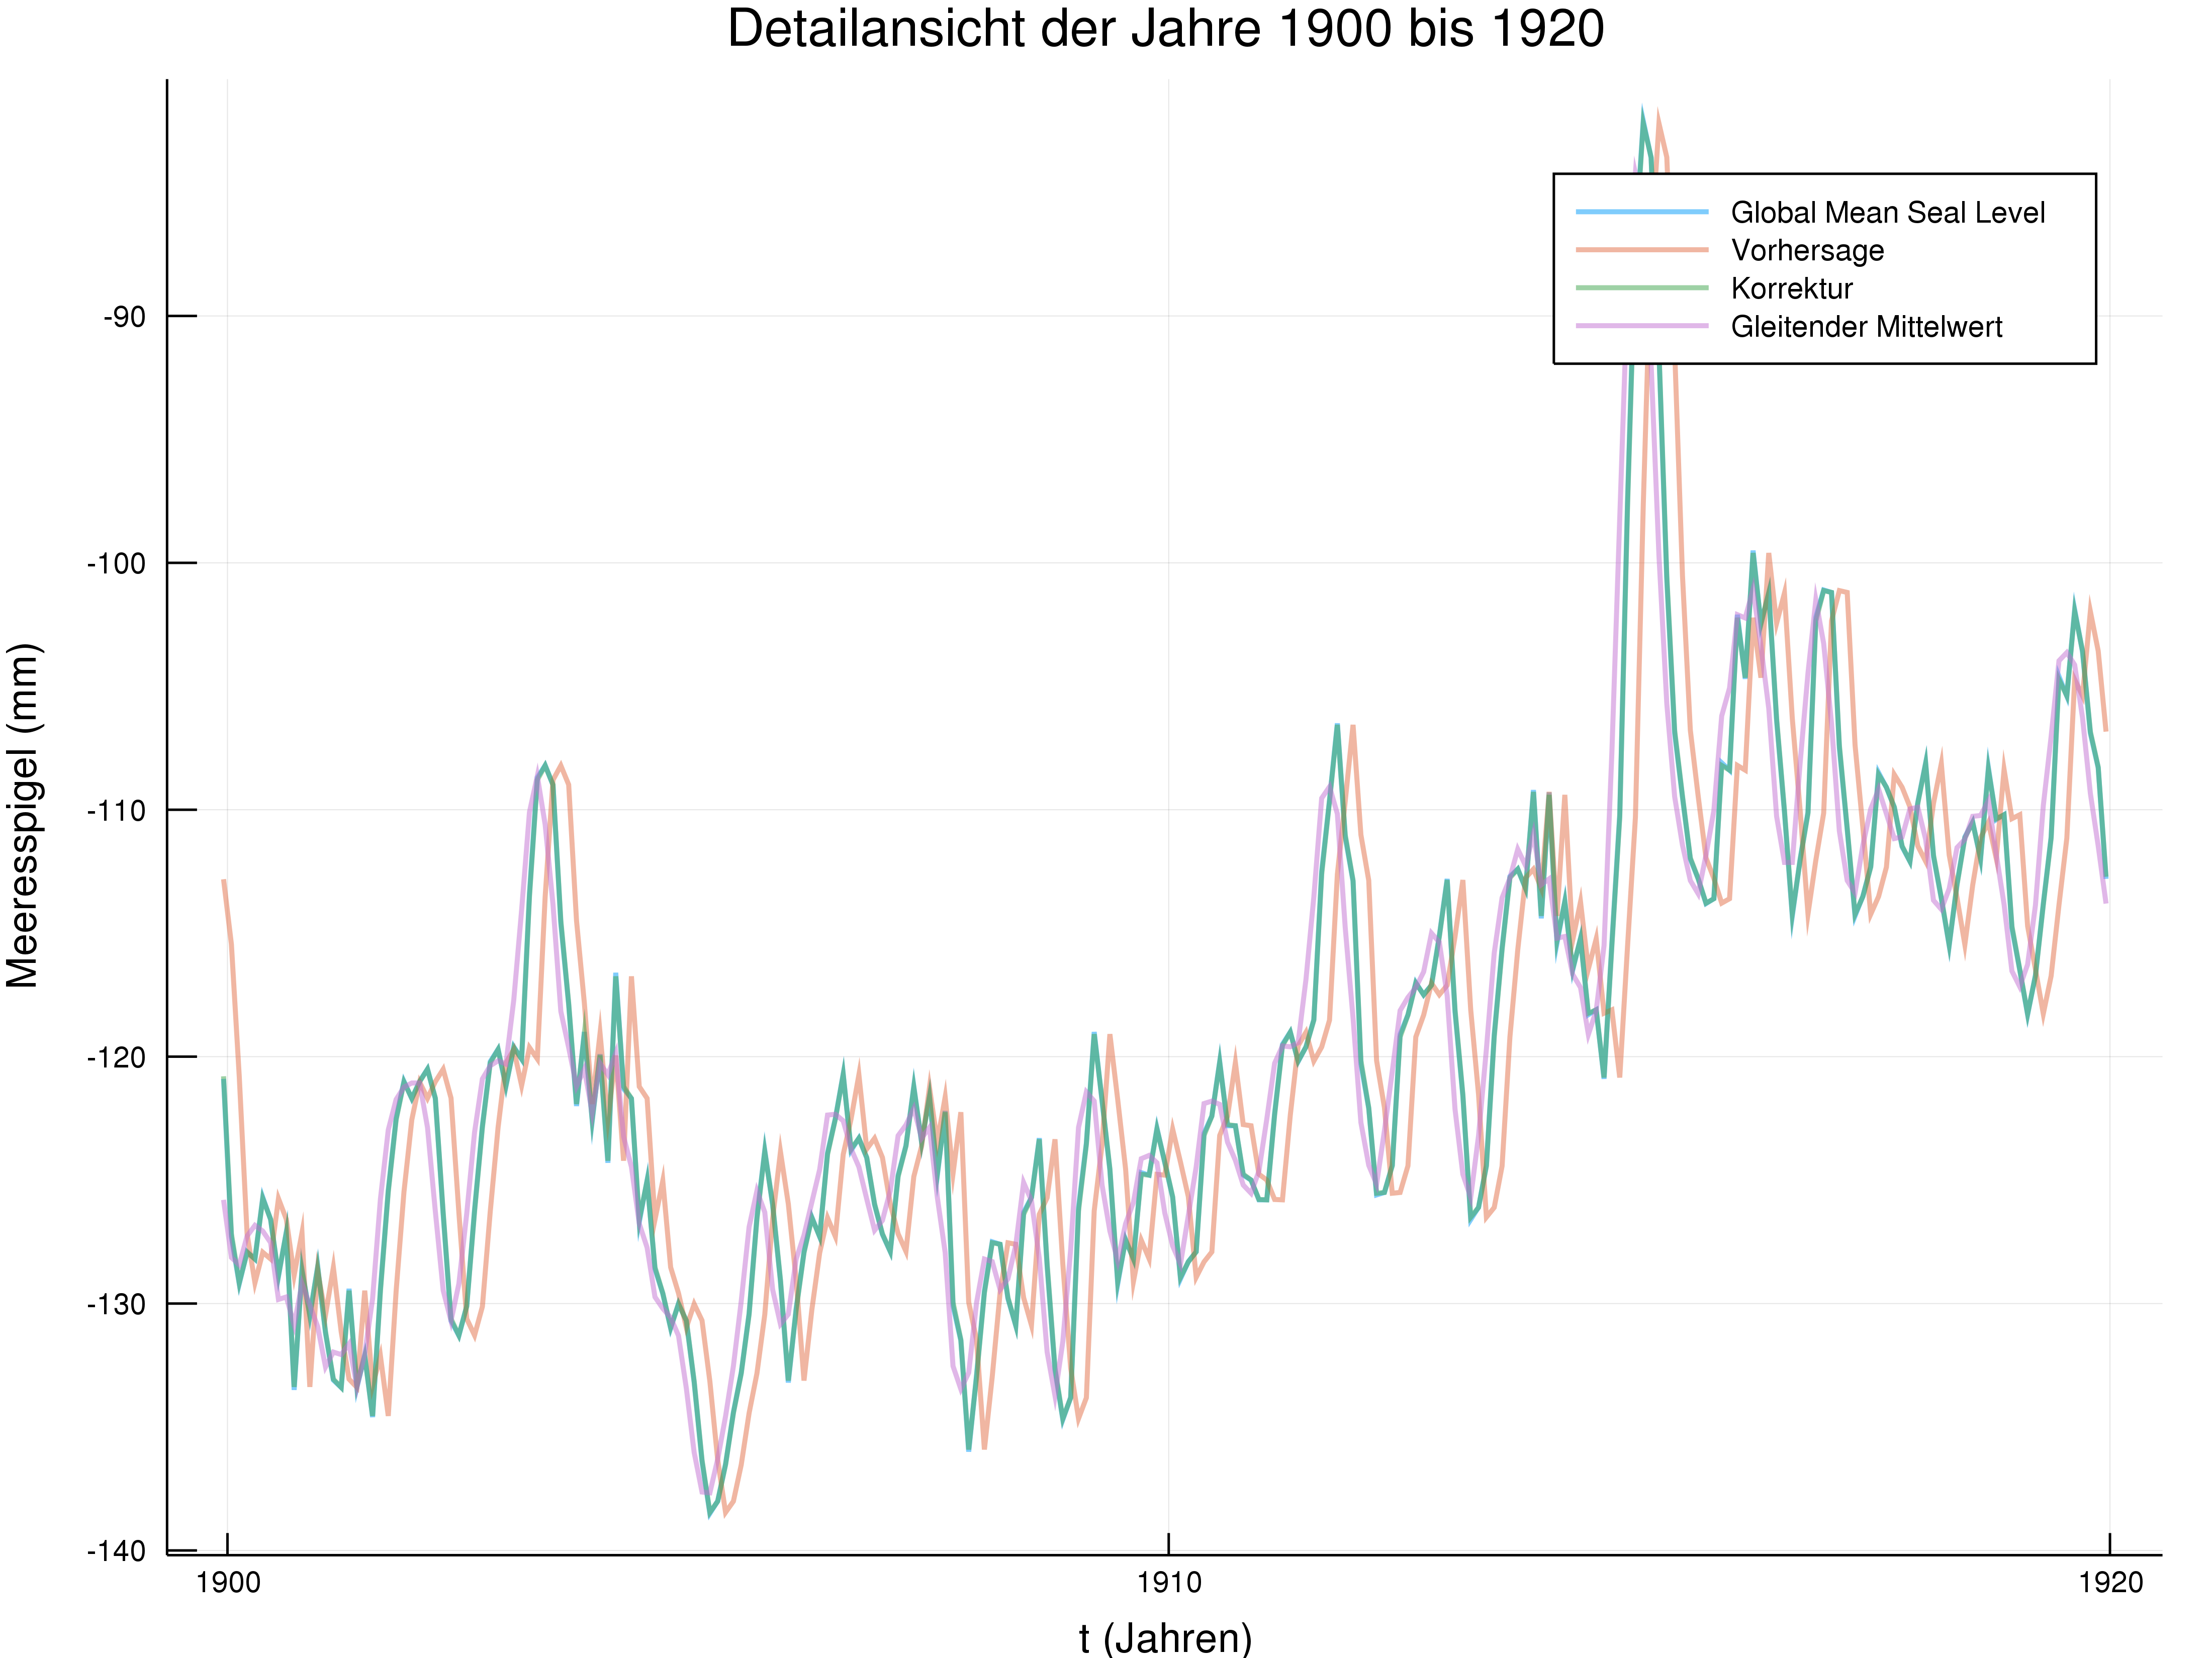 Detailansicht der Jahre 1900 bis 1920
Meeresspigel (mm)
-90
-100
-110
-120
-130
-140
Global Mean Seal Level
Vorhersage
Korrektur
Gleitender Mittelwert
1900
1910
1920
t (Jahren)